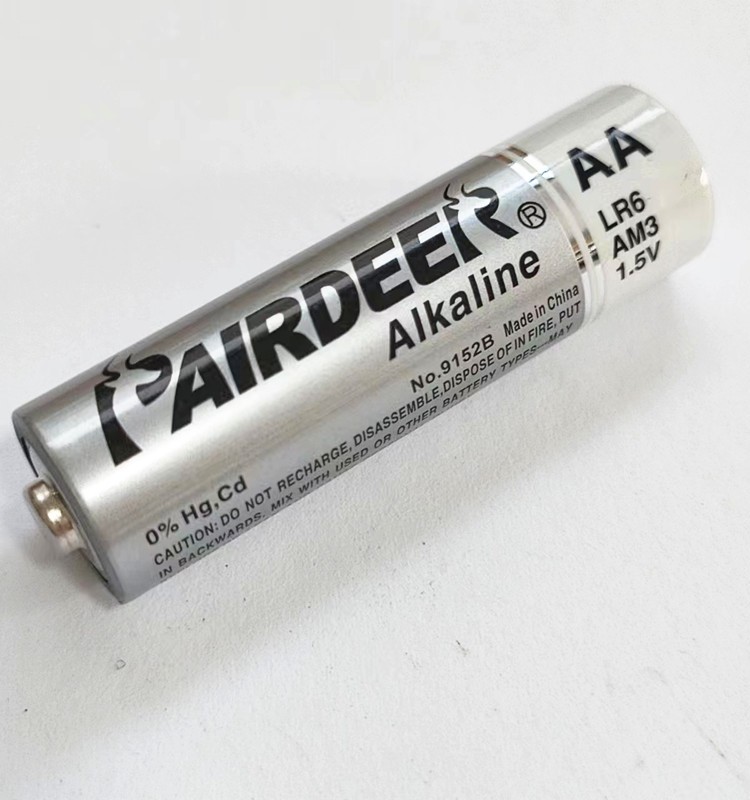 PAIRDEER®
Alkaline
No.9152B Made in China
0% Hg,Cd
CAUTION: DO NOT RECHARGE, DISASSEMBLE,DISPOSE OF IN FIRE, PUT
IN BACKWARDS. MIX WITH USED OR OTHER BATTERY TYPES—MAY
AA
LR6
AM3
1.5V